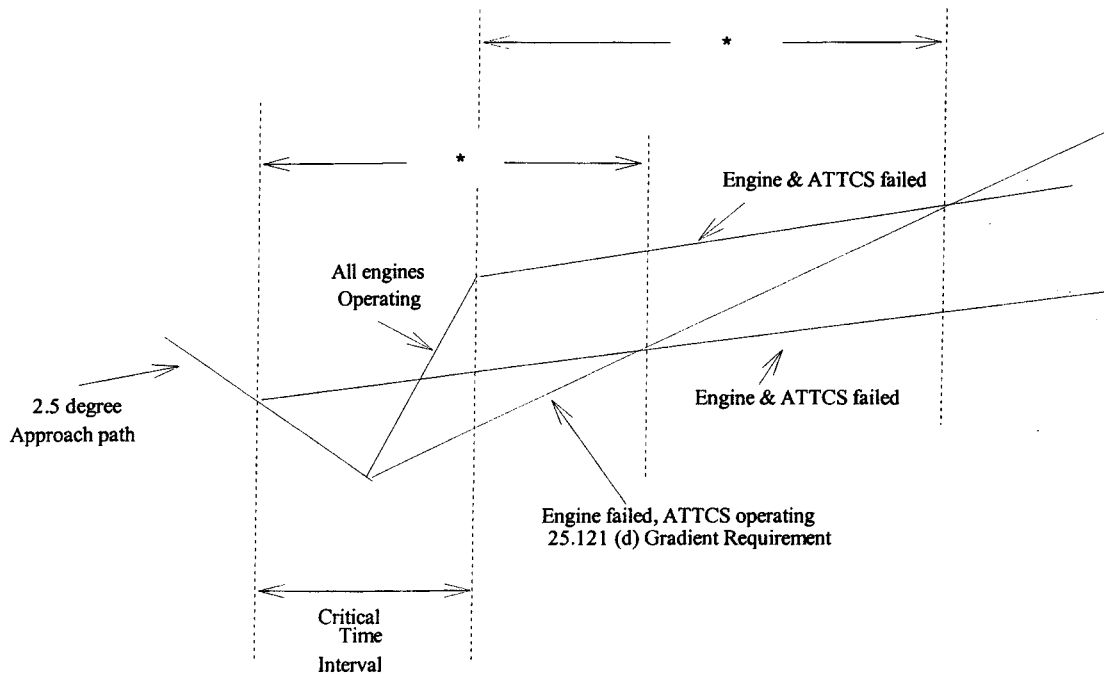 *
*
Engine & ATTCS failed
All engines
Operating
2.5 degree
Approach path
Engine & ATTCS failed
Engine failed, ATTCS operating
25.121 (d) Gradient Requirement
Critical
Time
Interval